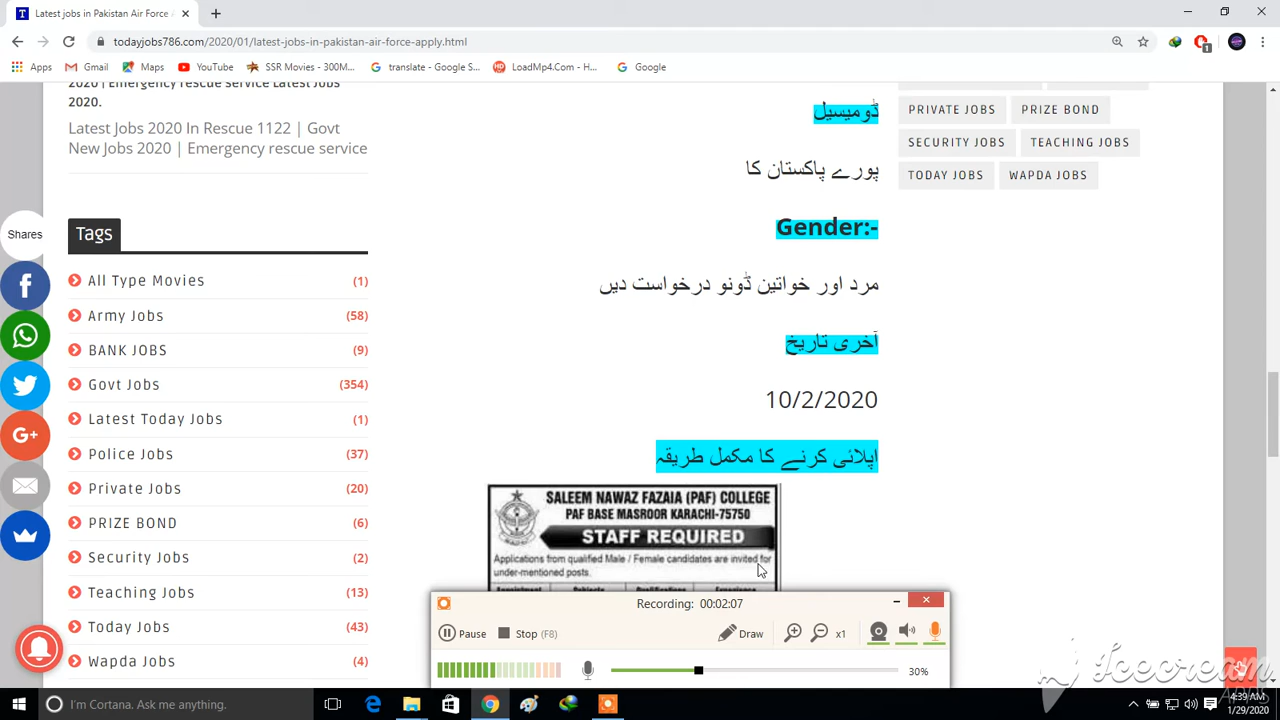 Latest jobs in Pakistan Air Force A
todayjobs786.com/2020/01/latest-jobs-in-pakistan-air-force-apply.html
1
Apps
Gmail
Maps
YouTube
SSR Movies - 300M...
translate - Google S...
LoadMp4.Com - H...
Google
2020 | Emergency rescue service Latest Jobs
2020.
Latest Jobs 2020 In Rescue 1122 | Govt
New Jobs 2020 | Emergency rescue service
Shares
Tags
All Type Movies (1)
Army Jobs (58)
BANK JOBS (9)
Govt Jobs (354)
Latest Today Jobs (1)
Police Jobs (37)
Private Jobs (20)
PRIZE BOND (6)
Security Jobs (2)
Teaching Jobs (13)
Today Jobs (43)
Wapda Jobs (4)
ڈومیسیل
پورے پاکستان کا
Gender:-
مرد اور خواتین ڈونو درخواست دیں
آخری تاریخ
10/2/2020
اپلائی کرنے کا مکمل طریقہ
SALEEM NAWAZ FAZAIA (PAF) COLLEGE
PAF BASE MASROOR KARACHI-75750
STAFF REQUIRED
Applications from qualified Male / Female candidates are invited for
under-mentioned posts.
PRIVATE JOBS
PRIZE BOND
SECURITY JOBS
TEACHING JOBS
TODAY JOBS
WAPDA JOBS
Recording: 00:02:07
Pause
Stop (F8)
Draw
x1
30%
Icecream
APPS
I'm Cortana. Ask me anything.
4:39 AM
1/29/2020